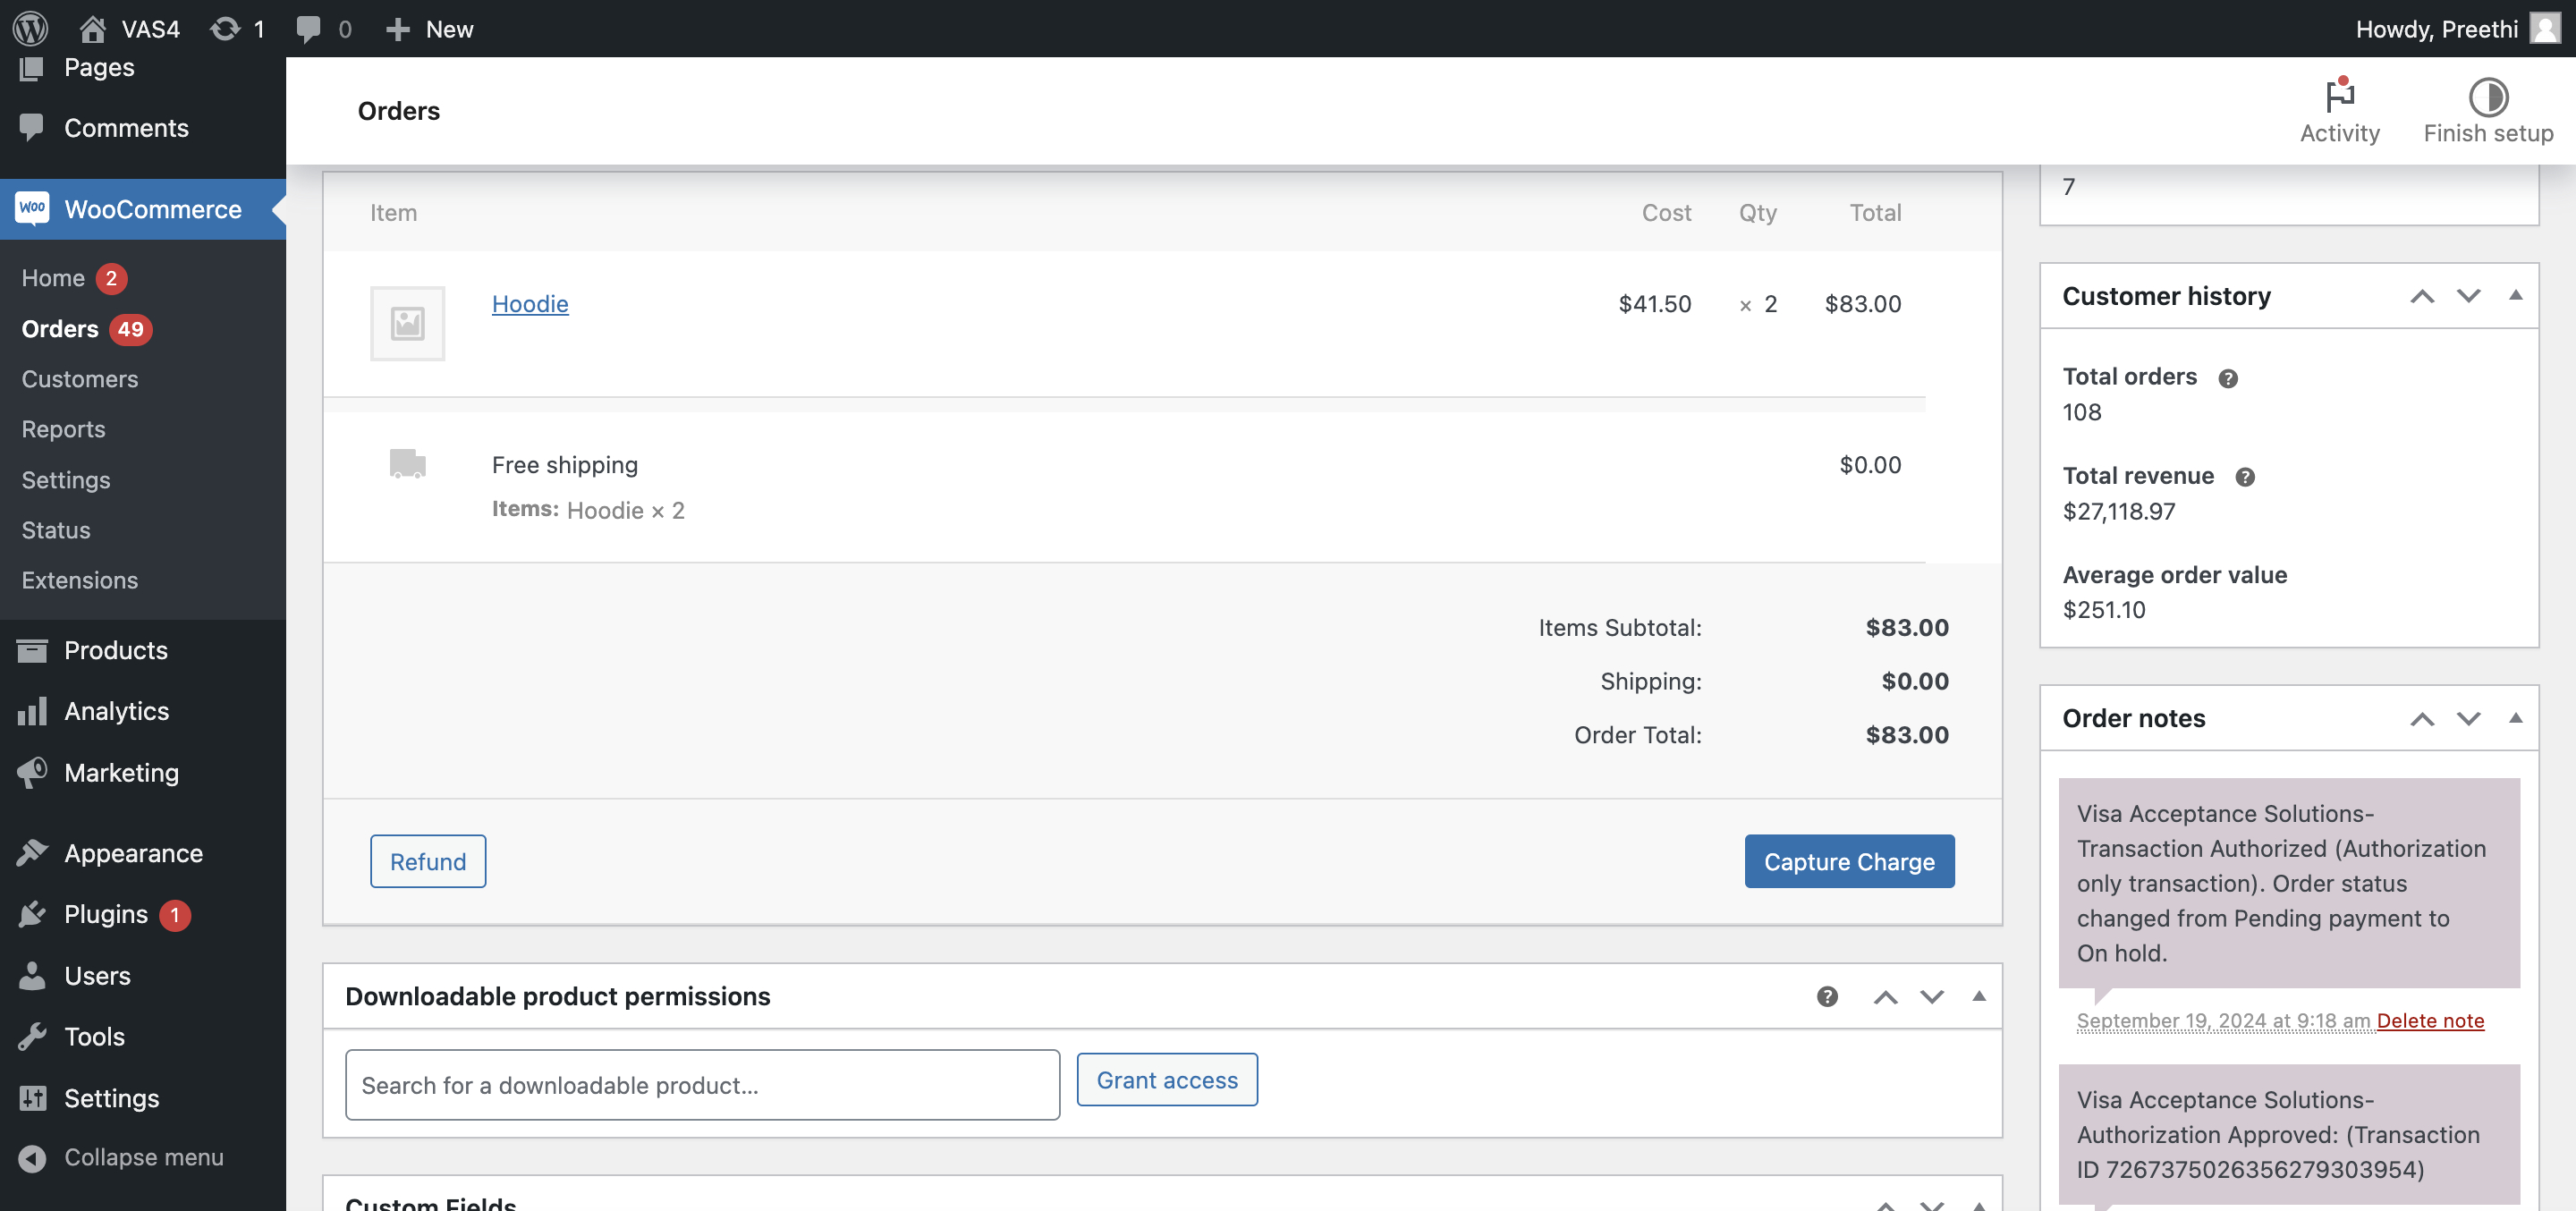 VAS4 1 0 New Howdy, Preethi
Pages
Comments
WooCommerce
Home 2
Orders 49
Customers
Reports
Settings
Status
Extensions
Products
Analytics
Marketing
Appearance
Plugins 1
Users
Tools
Settings
Collapse menu
Orders
Activity
Finish setup
Item Cost Qty Total
Hoodie $41.50 × 2 $83.00
Free shipping $0.00
Items: Hoodie × 2
Items Subtotal: $83.00
Shipping: $0.00
Order Total: $83.00
Refund Capture Charge
Downloadable product permissions
Search for a downloadable product...
Grant access
Custom Fields
7
Customer history
Total orders
108
Total revenue
$27,118.97
Average order value
$251.10
Order notes
Visa Acceptance Solutions-
Transaction Authorized (Authorization
only transaction). Order status
changed from Pending payment to
On hold.
September 19, 2024 at 9:18 am Delete note
Visa Acceptance Solutions-
Authorization Approved: (Transaction
ID 7267375026356279303954)